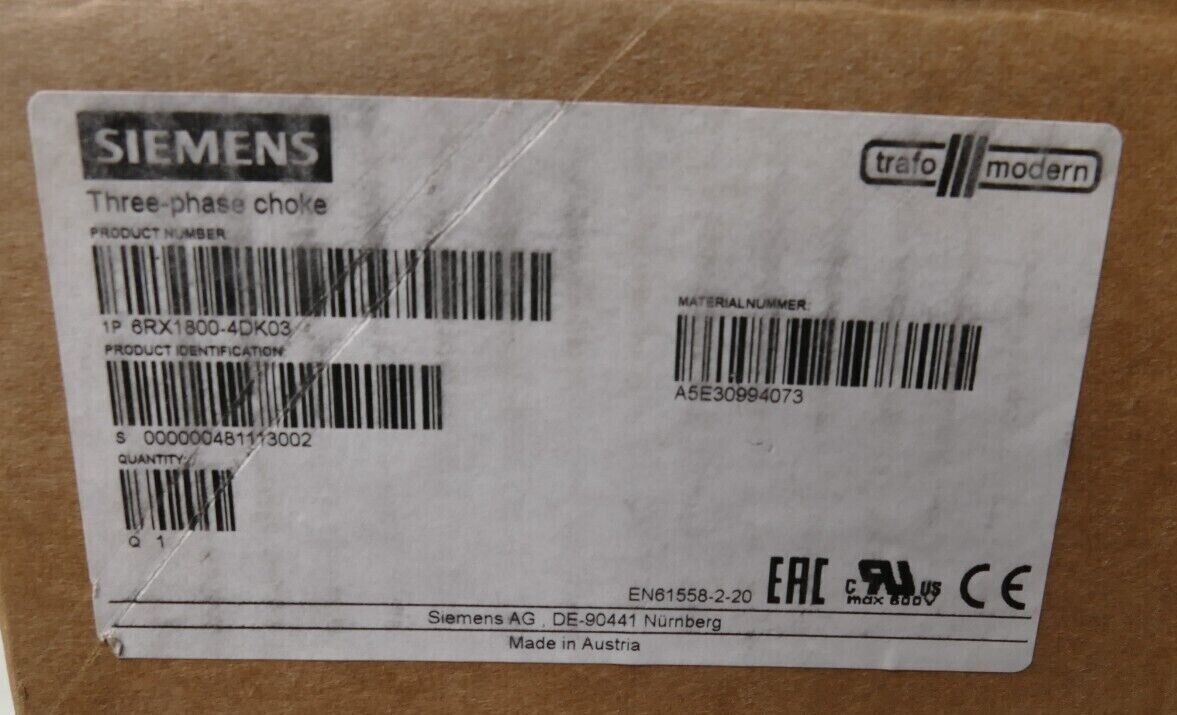 SIEMENS
trafo modern
Three-phase choke
PRODUCT NUMBER
1P 6RX1800-4DK03
MATERIALNUMMER:
A5E30994073
PRODUCT IDENTIFICATION:
S 000000481113002
QUANTITY:
Q 1
EN61558-2-20 EAC c RU US CE
max 600V
Siemens AG , DE-90441 Nürnberg
Made in Austria